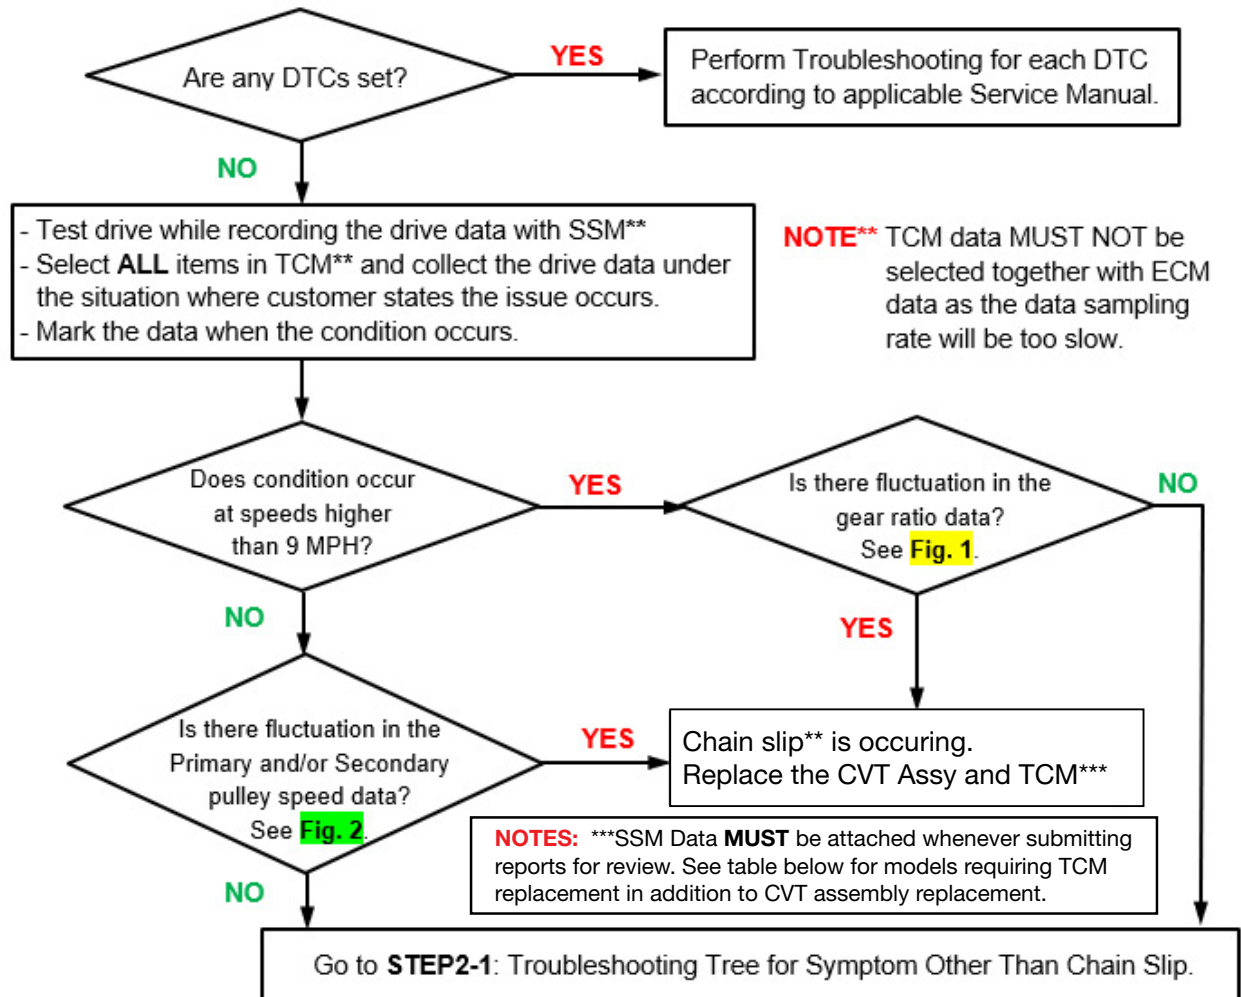 Are any DTCs set?
YES
Perform Troubleshooting for each DTC
according to applicable Service Manual.
NO
- Test drive while recording the drive data with SSM**
- Select ALL items in TCM** and collect the drive data under
the situation where customer states the issue occurs.
- Mark the data when the condition occurs.
NOTE** TCM data MUST NOT be
selected together with ECM
data as the data sampling
rate will be too slow.
Does condition occur
at speeds higher
than 9 MPH?
YES
Is there fluctuation in the
gear ratio data?
See Fig. 1.
NO
NO
YES
Is there fluctuation in the
Primary and/or Secondary
pulley speed data?
See Fig. 2.
YES
Chain slip** is occuring.
Replace the CVT Assy and TCM***
NOTES: ***SSM Data MUST be attached whenever submitting
reports for review. See table below for models requiring TCM
replacement in addition to CVT assembly replacement.
NO
Go to STEP2-1: Troubleshooting Tree for Symptom Other Than Chain Slip.